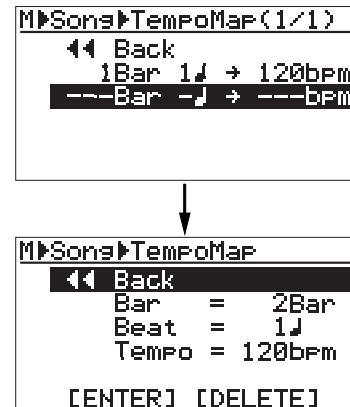 M▶Song▶TempoMap(1/1)
◀◀ Back
1Bar 1♩ → 120bpm
---Bar -♩ → ---bpm
M▶Song▶TempoMap
◀◀ Back
Bar = 2Bar
Beat = 1♩
Tempo = 120bpm
[ENTER] [DELETE]